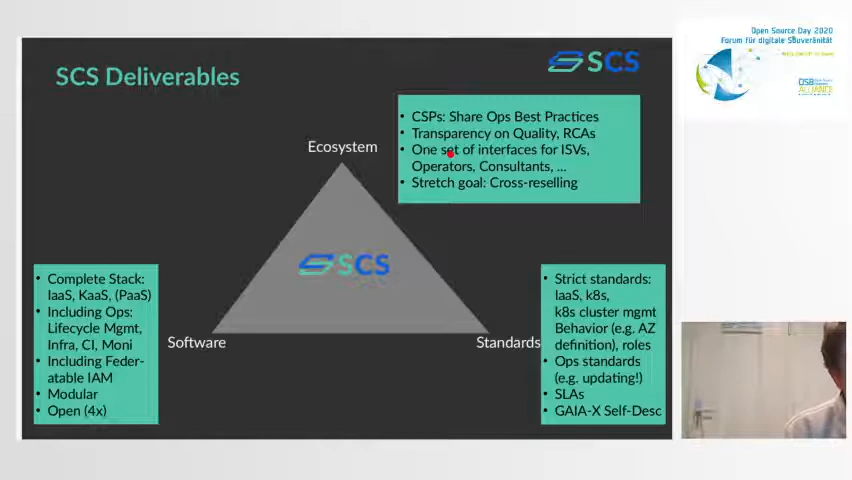 SCS Deliverables
SCS
• CSPs: Share Ops Best Practices
• Transparency on Quality, RCAs
• One set of interfaces for ISVs,
Operators, Consultants, ...
• Stretch goal: Cross-reselling
Ecosystem
SCS
• Complete Stack:
IaaS, KaaS, (PaaS)
• Including Ops:
Lifecycle Mgmt,
Infra, CI, Moni
• Including Feder-
atable IAM
• Modular
• Open (4x)
Software
Standards
• Strict standards:
IaaS, k8s,
k8s cluster mgmt
Behavior (e.g. AZ
definition), roles
• Ops standards
(e.g. updating!)
• SLAs
• GAIA-X Self-Desc
Open Source Day 2020
Forum für digitale Souveränität
OSB
ALLIANCE